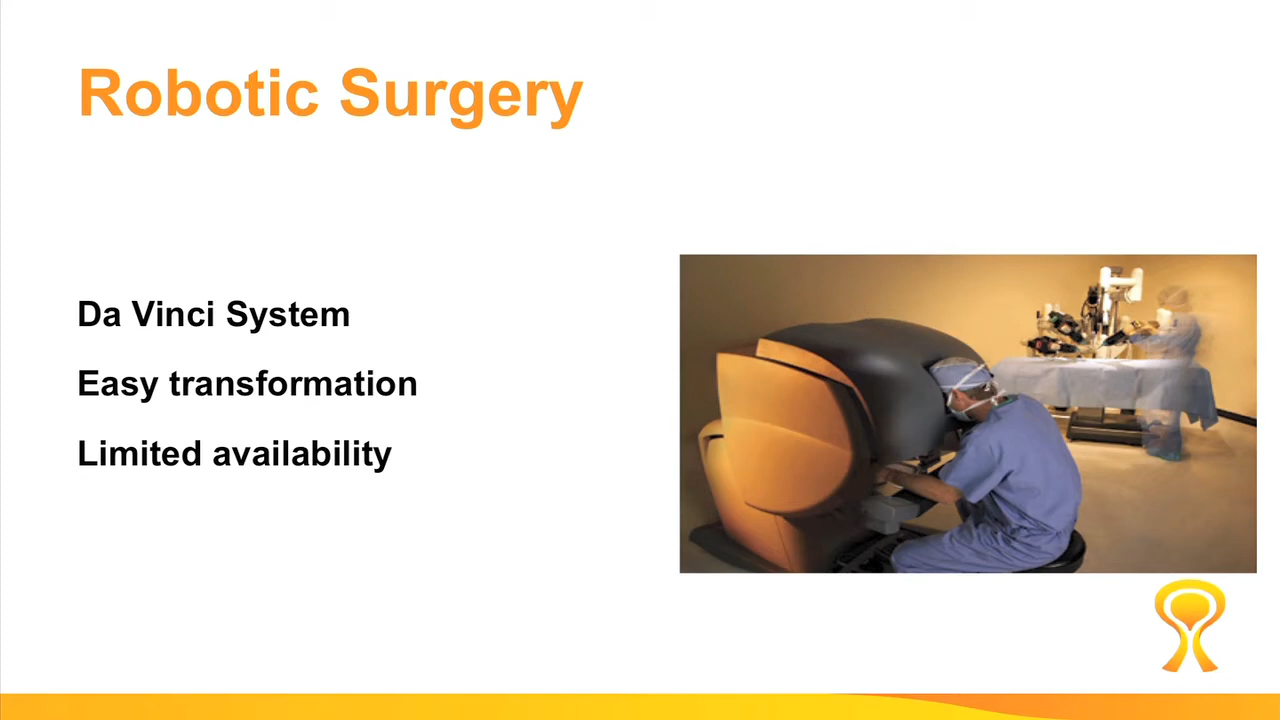 Robotic Surgery
Da Vinci System
Easy transformation
Limited availability